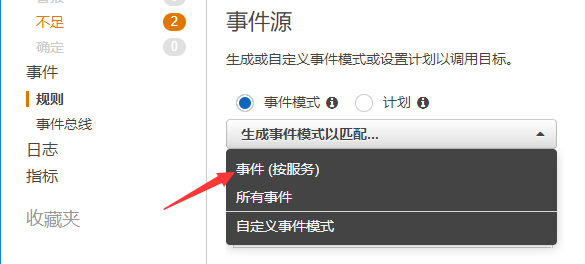 不足 2
确定 0
事件
规则
事件总线
日志
指标
收藏夹
事件源
生成或自定义事件模式或设置计划以调用目标。
事件模式 计划
生成事件模式以匹配...
事件 (按服务)
所有事件
自定义事件模式